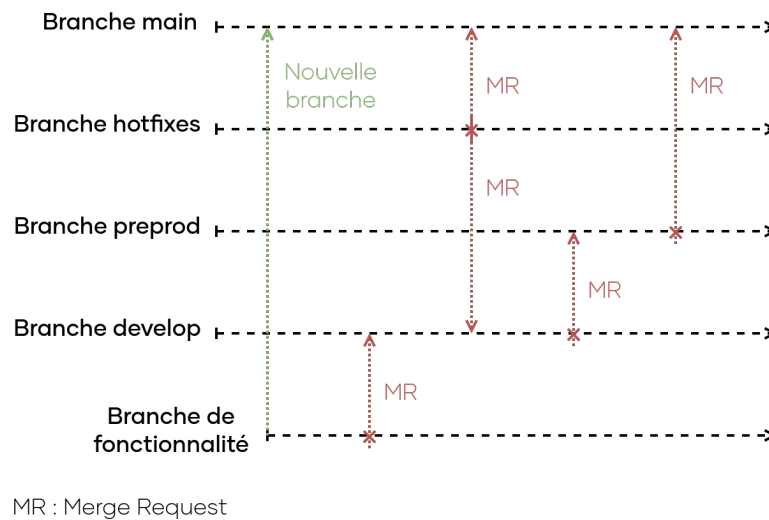 Branche main
Nouvelle
branche
MR
MR
Branche hotfixes
MR
Branche preprod
MR
Branche develop
MR
Branche de
fonctionnalité
MR : Merge Request